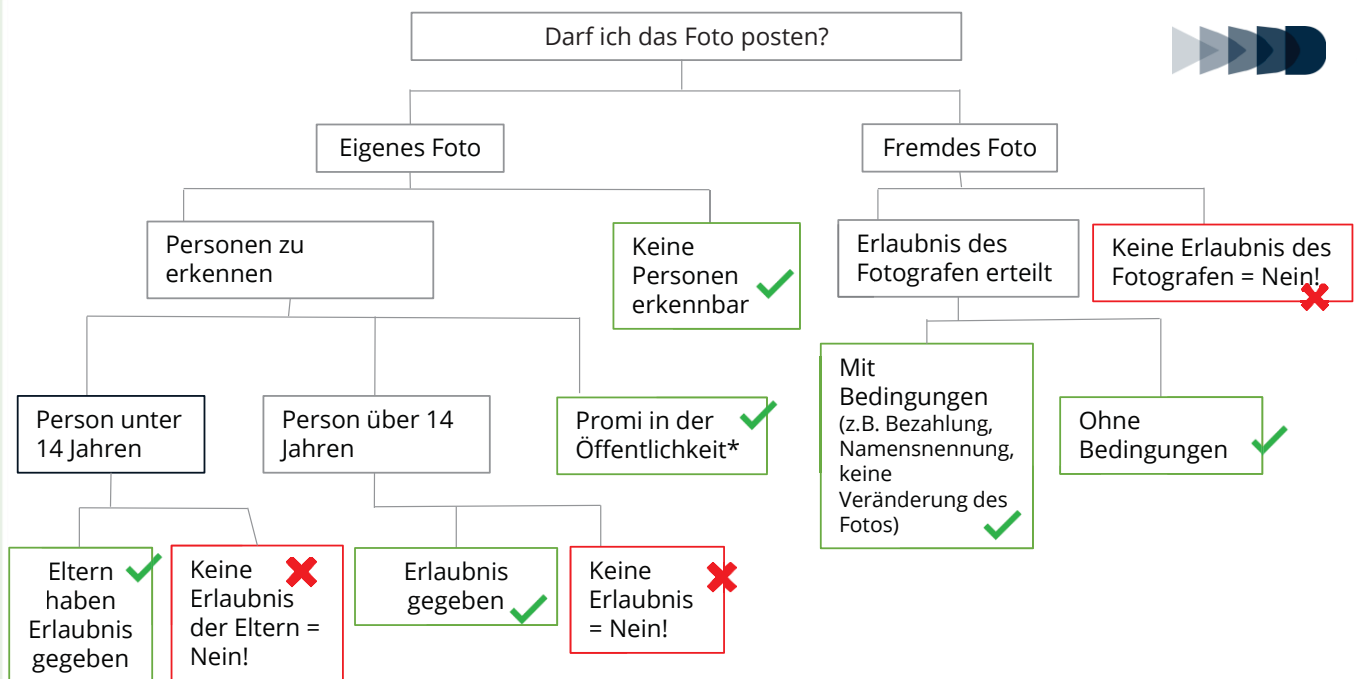 Darf ich das Foto posten?
Eigenes Foto
Fremdes Foto
Personen zu
erkennen
Keine
Personen
erkennbar
Erlaubnis des
Fotografen erteilt
Keine Erlaubnis des
Fotografen = Nein!
Person unter
14 Jahren
Person über 14
Jahren
Promi in der
Öffentlichkeit*
Mit
Bedingungen
(z.B. Bezahlung,
Namensnennung,
keine
Veränderung des
Fotos)
Ohne
Bedingungen
Eltern
haben
Erlaubnis
gegeben
Keine
Erlaubnis
der Eltern =
Nein!
Erlaubnis
gegeben
Keine
Erlaubnis
= Nein!